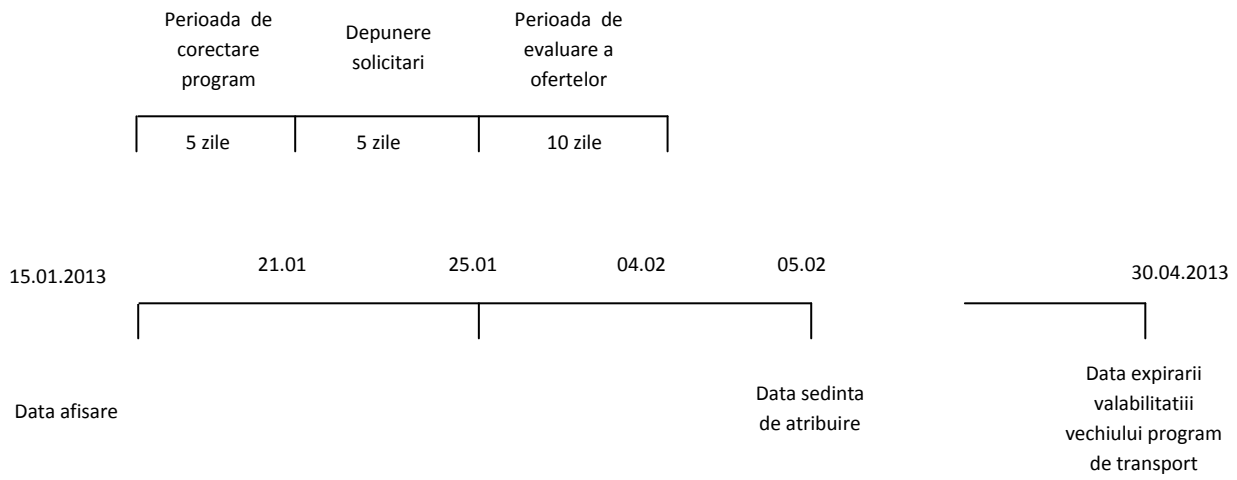 Perioada de
corectare
program
Depunere
solicitari
Perioada de
evaluare a
ofertelor
5 zile
5 zile
10 zile
15.01.2013
21.01
25.01
04.02
05.02
30.04.2013
Data afisare
Data sedinta
de atribuire
Data expirarii
valabilitatiii
vechiului program
de transport